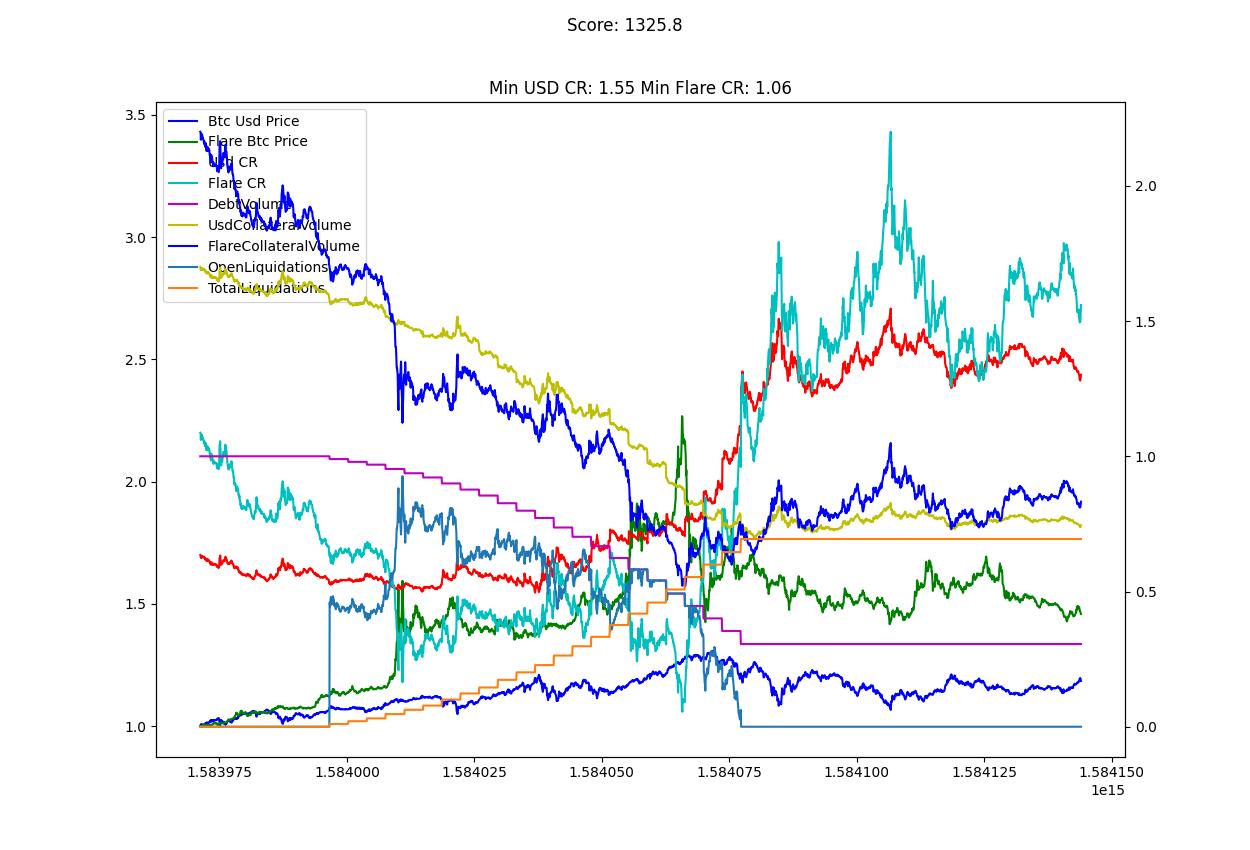 Score: 1325.8
Min USD CR: 1.55 Min Flare CR: 1.06
Btc Usd Price
Flare Btc Price
Usd CR
Flare CR
DebtVolume
UsdCollateralVolume
FlareCollateralVolume
OpenLiquidations
TotalLiquidations
3.5
3.0
2.5
2.0
1.5
1.0
2.0
1.5
1.0
0.5
0.0
1.583975
1.584000
1.584025
1.584050
1.584075
1.584100
1.584125
1.584150
1e15